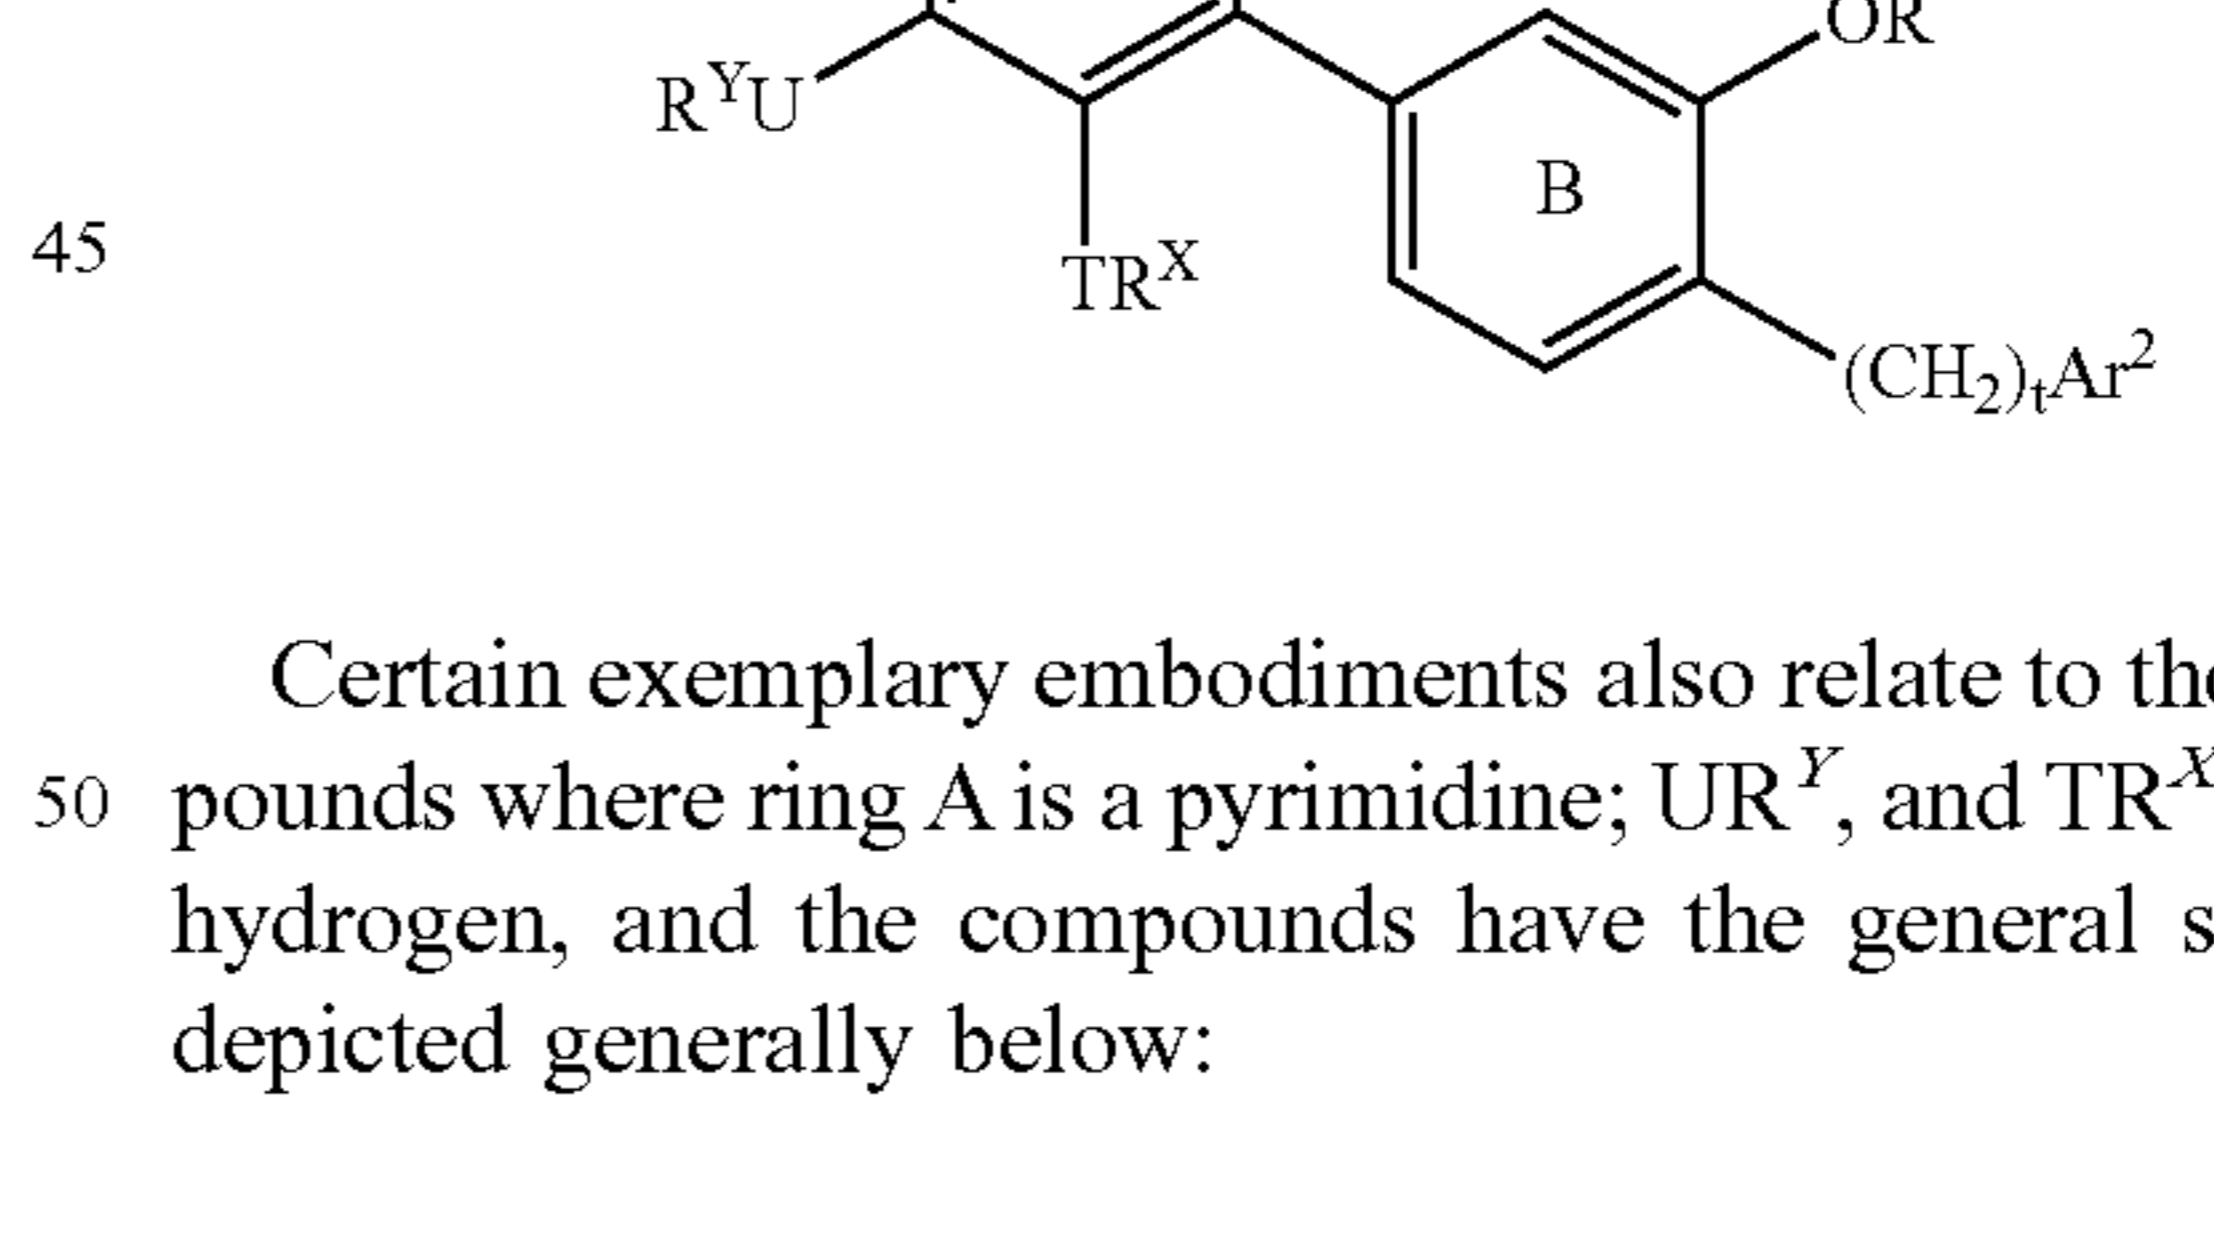 OR
R^Y U
B
45
TR^X
(CH₂)ₜAr²
Certain exemplary embodiments also relate to the
50 pounds where ring A is a pyrimidine; UR^Y, and TR^X
hydrogen, and the compounds have the general s
depicted generally below: